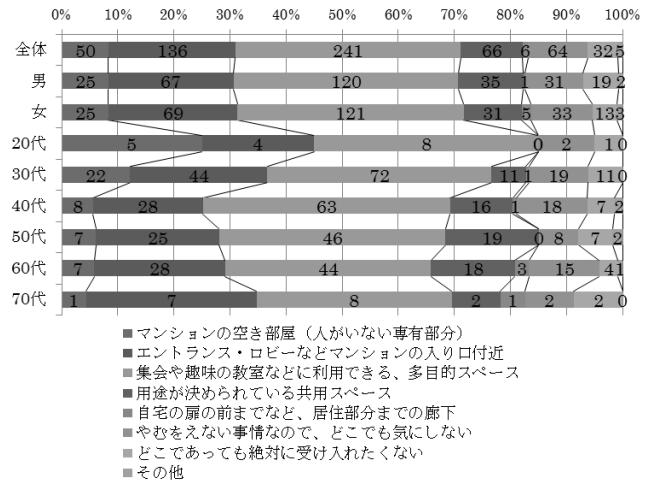 0% 10% 20% 30% 40% 50% 60% 70% 80% 90% 100%
全体 50 136 241 66 6 64 32 5
男 25 67 120 35 1 31 19 2
女 25 69 121 31 5 33 13 3
20代 5 4 8 0 2 1 0
30代 22 44 72 11 1 19 11 0
40代 8 28 63 16 1 18 7 2
50代 7 25 46 19 0 8 7 2
60代 7 28 44 18 3 15 4 1
70代 1 7 8 2 1 2 2 0
マンションの空き部屋（人がいない専有部分）
エントランス・ロビーなどマンションの入り口付近
集会や趣味の教室などに利用できる、多目的スペース
用途が決められている共用スペース
自宅の扉の前までなど、居住部分までの廊下
やむをえない事情なので、どこでも気にしない
どこであっても絶対に受け入れたくない
その他